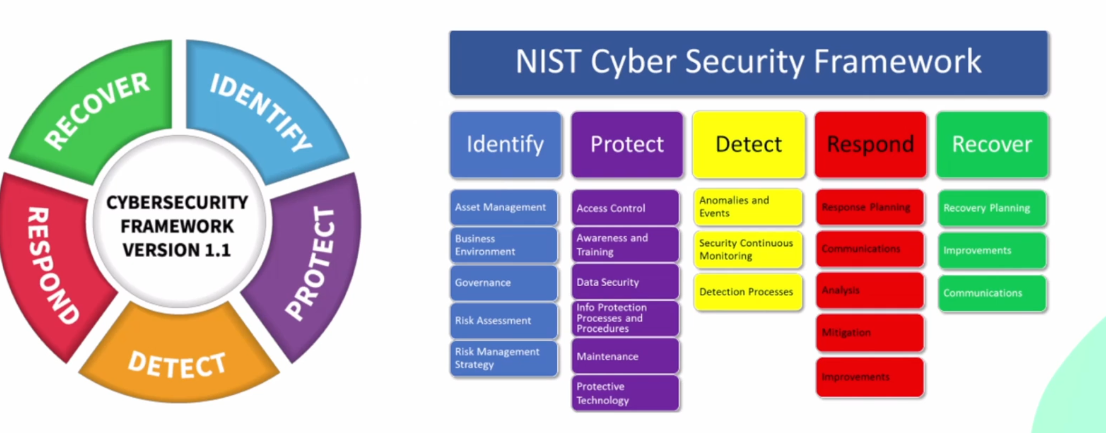 RECOVER
IDENTIFY
PROTECT
DETECT
RESPOND
CYBERSECURITY
FRAMEWORK
VERSION 1.1
NIST Cyber Security Framework
Identify
Asset Management
Business
Environment
Governance
Risk Assessment
Risk Management
Strategy
Protect
Access Control
Awareness and
Training
Data Security
Info Protection
Processes and
Procedures
Maintenance
Protective
Technology
Detect
Anomalies and
Events
Security Continuous
Monitoring
Detection Processes
Respond
Response Planning
Communications
Analysis
Mitigation
Improvements
Recover
Recovery Planning
Improvements
Communications